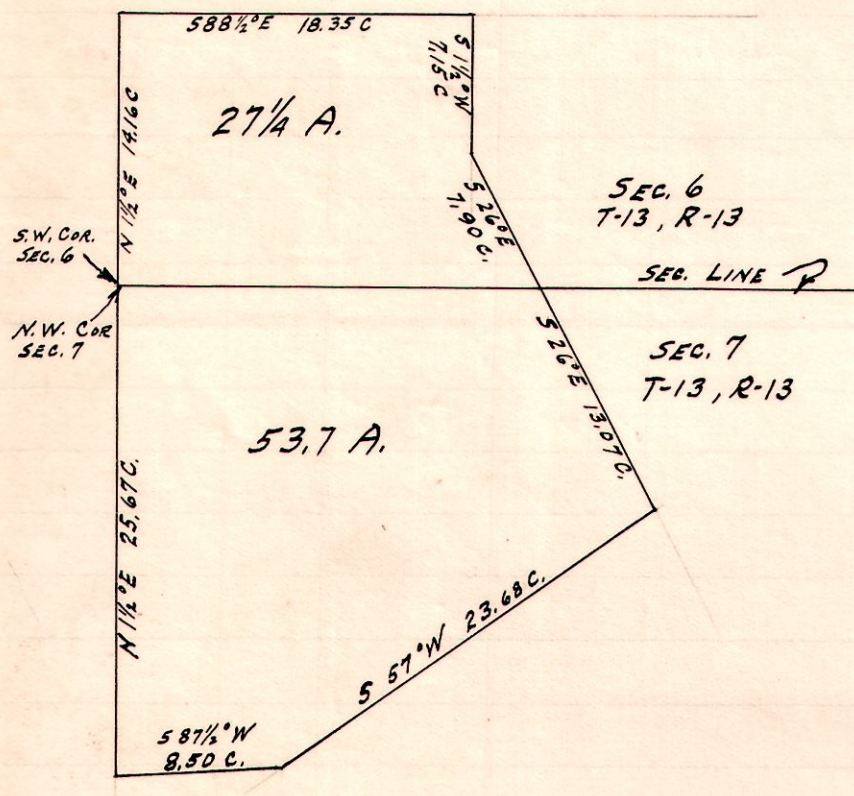 S 88½°E 18.35 C
S 1½°W
7.15 C
27¼ A.
N 1½°E 14.16 C
SEC. 6
T-13, R-13
S 26°E
7.90 C.
S.W. COR.
SEC. 6
SEC. LINE
N.W. COR
SEC. 7
SEC. 7
T-13, R-13
S 26°E 13.07 C.
53.7 A.
N 1½°E 25.67 C.
S 57°W 23.68 C.
S 87½°W
8.50 C.